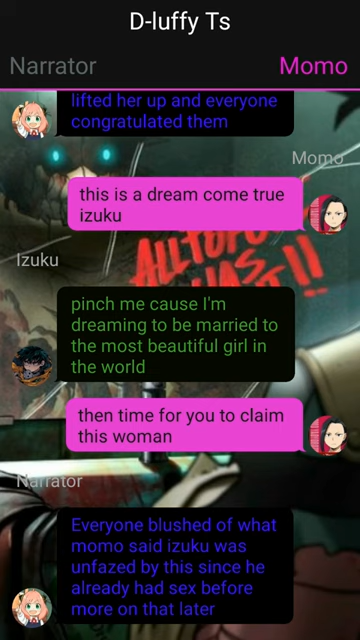 D-luffy Ts
Narrator
Momo
lifted her up and everyone
congratulated them
Momo
this is a dream come true
izuku
Izuku
pinch me cause I'm
dreaming to be married to
the most beautiful girl in
the world
then time for you to claim
this woman
Narrator
Everyone blushed of what
momo said izuku was
unfazed by this since he
already had sex before
more on that later